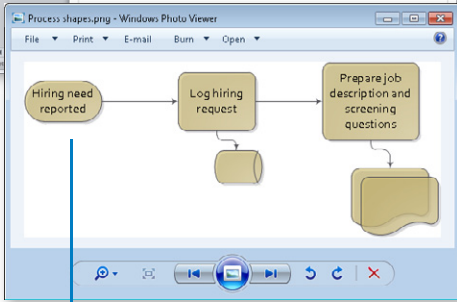 Process shapes.png - Windows Photo Viewer
File Print E-mail Burn Open
Hiring need
reported
Log hiring
request
Prepare job
description and
screening
questions